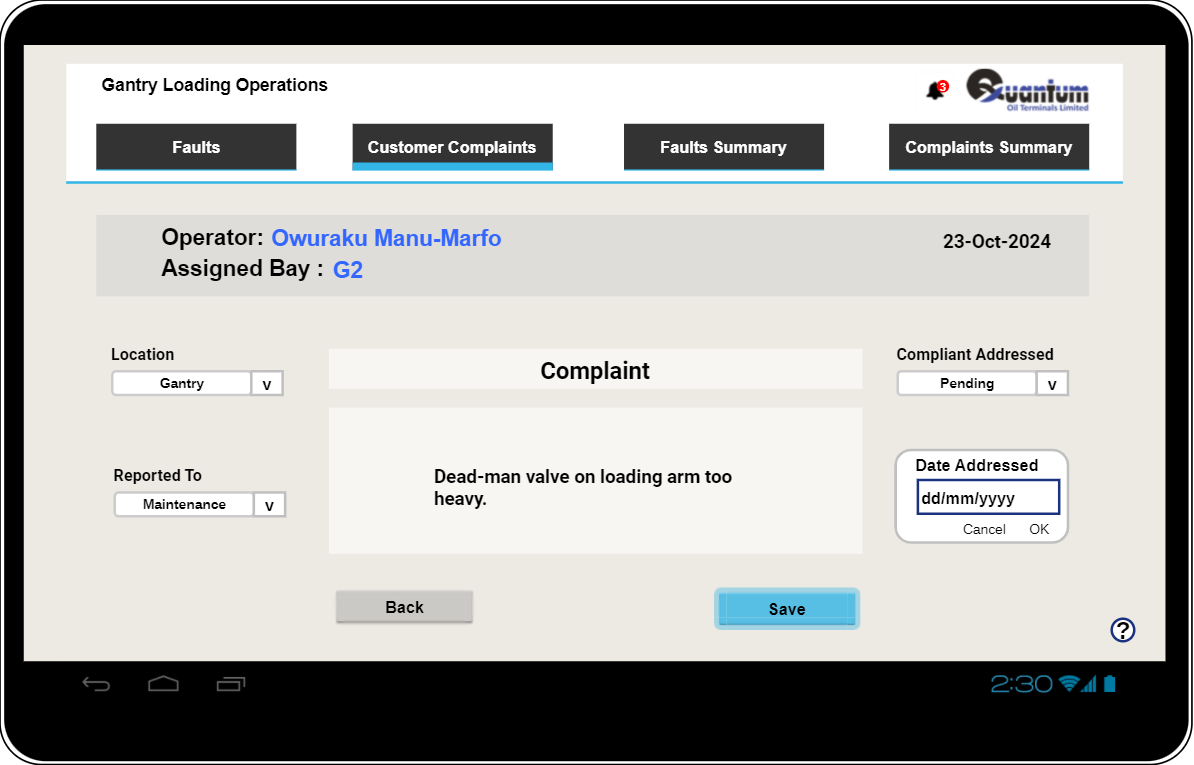 Gantry Loading Operations
3
Quantum
Oil Terminals Limited
Faults
Customer Complaints
Faults Summary
Complaints Summary
Operator: Owuraku Manu-Marfo
23-Oct-2024
Assigned Bay : G2
Location
Gantry v
Complaint
Compliant Addressed
Pending v
Reported To
Maintenance v
Dead-man valve on loading arm too
heavy.
Date Addressed
dd/mm/yyyy
Cancel OK
Back
Save
?
2:30